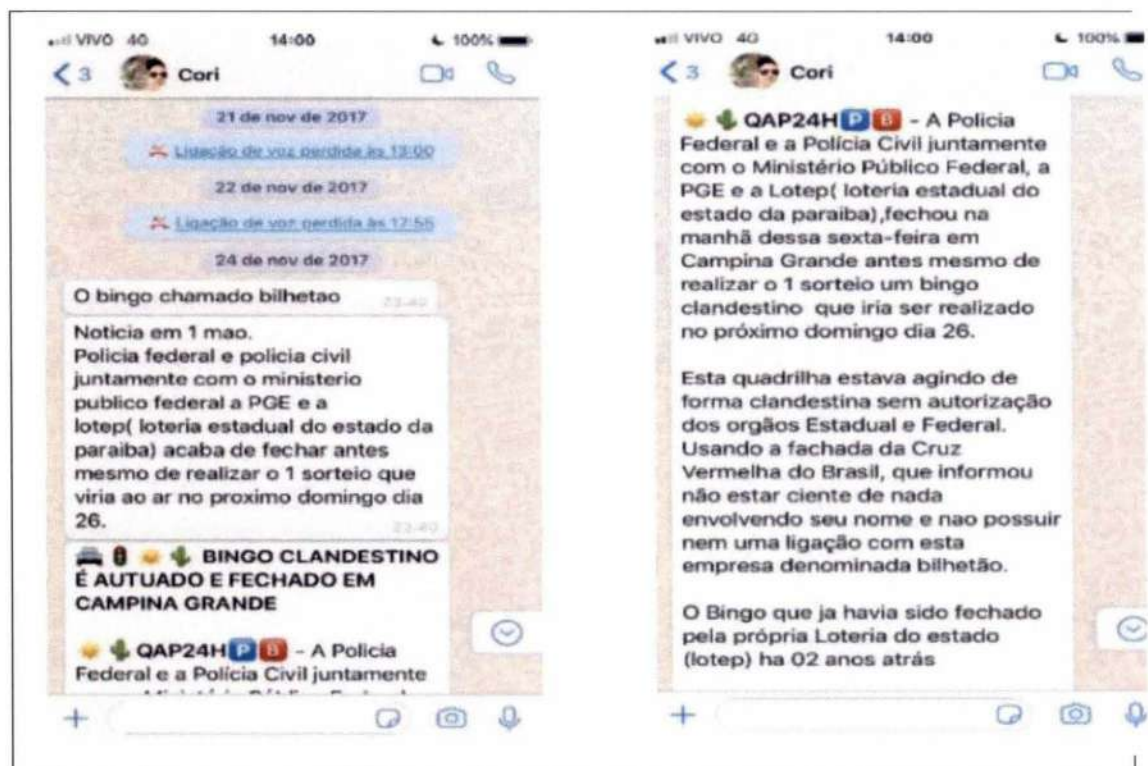 VIVO 4G 14:00 100%
3 Cori
21 de nov de 2017
Ligação de voz perdida às 13:00
22 de nov de 2017
Ligação de voz perdida às 17:55
24 de nov de 2017
O bingo chamado bilhetao 23:40
Noticia em 1 mao.
Policia federal e policia civil
juntamente com o ministerio
publico federal a PGE e a
lotep( loteria estadual do estado da
paraiba) acaba de fechar antes
mesmo de realizar o 1 sorteio que
viria ao ar no proximo domingo dia
26. 23:40
BINGO CLANDESTINO
É AUTUADO E FECHADO EM
CAMPINA GRANDE
QAP24H🅿️🅱️ - A Policia
Federal e a Polícia Civil juntamente
VIVO 4G 14:00 100%
3 Cori
QAP24H🅿️🅱️ - A Policia
Federal e a Polícia Civil juntamente
com o Ministério Público Federal, a
PGE e a Lotep( loteria estadual do
estado da paraiba),fechou na
manhã dessa sexta-feira em
Campina Grande antes mesmo de
realizar o 1 sorteio um bingo
clandestino que iria ser realizado
no próximo domingo dia 26.
Esta quadrilha estava agindo de
forma clandestina sem autorização
dos orgãos Estadual e Federal.
Usando a fachada da Cruz
Vermelha do Brasil, que informou
não estar ciente de nada
envolvendo seu nome e nao possuir
nem uma ligação com esta
empresa denominada bilhetão.
O Bingo que ja havia sido fechado
pela própria Loteria do estado
(lotep) ha 02 anos atrás